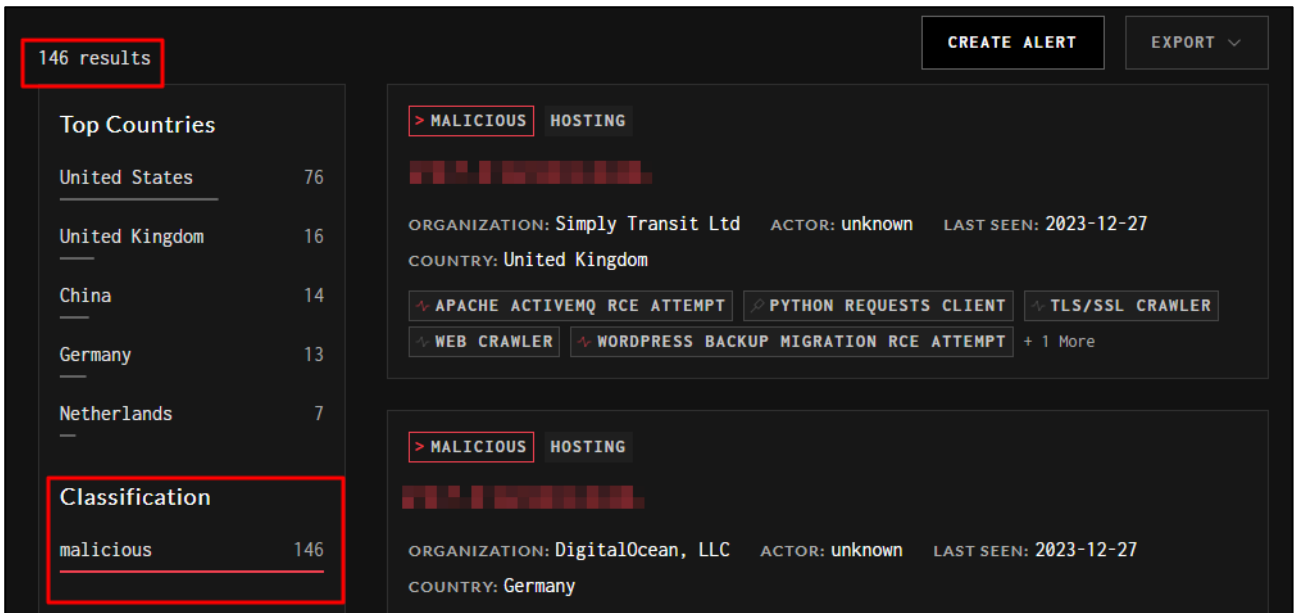 146 results
CREATE ALERT
EXPORT
Top Countries
United States 76
United Kingdom 16
China 14
Germany 13
Netherlands 7
Classification
malicious 146
> MALICIOUS HOSTING
ORGANIZATION: Simply Transit Ltd ACTOR: unknown LAST SEEN: 2023-12-27
COUNTRY: United Kingdom
APACHE ACTIVEMQ RCE ATTEMPT PYTHON REQUESTS CLIENT TLS/SSL CRAWLER
WEB CRAWLER WORDPRESS BACKUP MIGRATION RCE ATTEMPT + 1 More
> MALICIOUS HOSTING
ORGANIZATION: DigitalOcean, LLC ACTOR: unknown LAST SEEN: 2023-12-27
COUNTRY: Germany